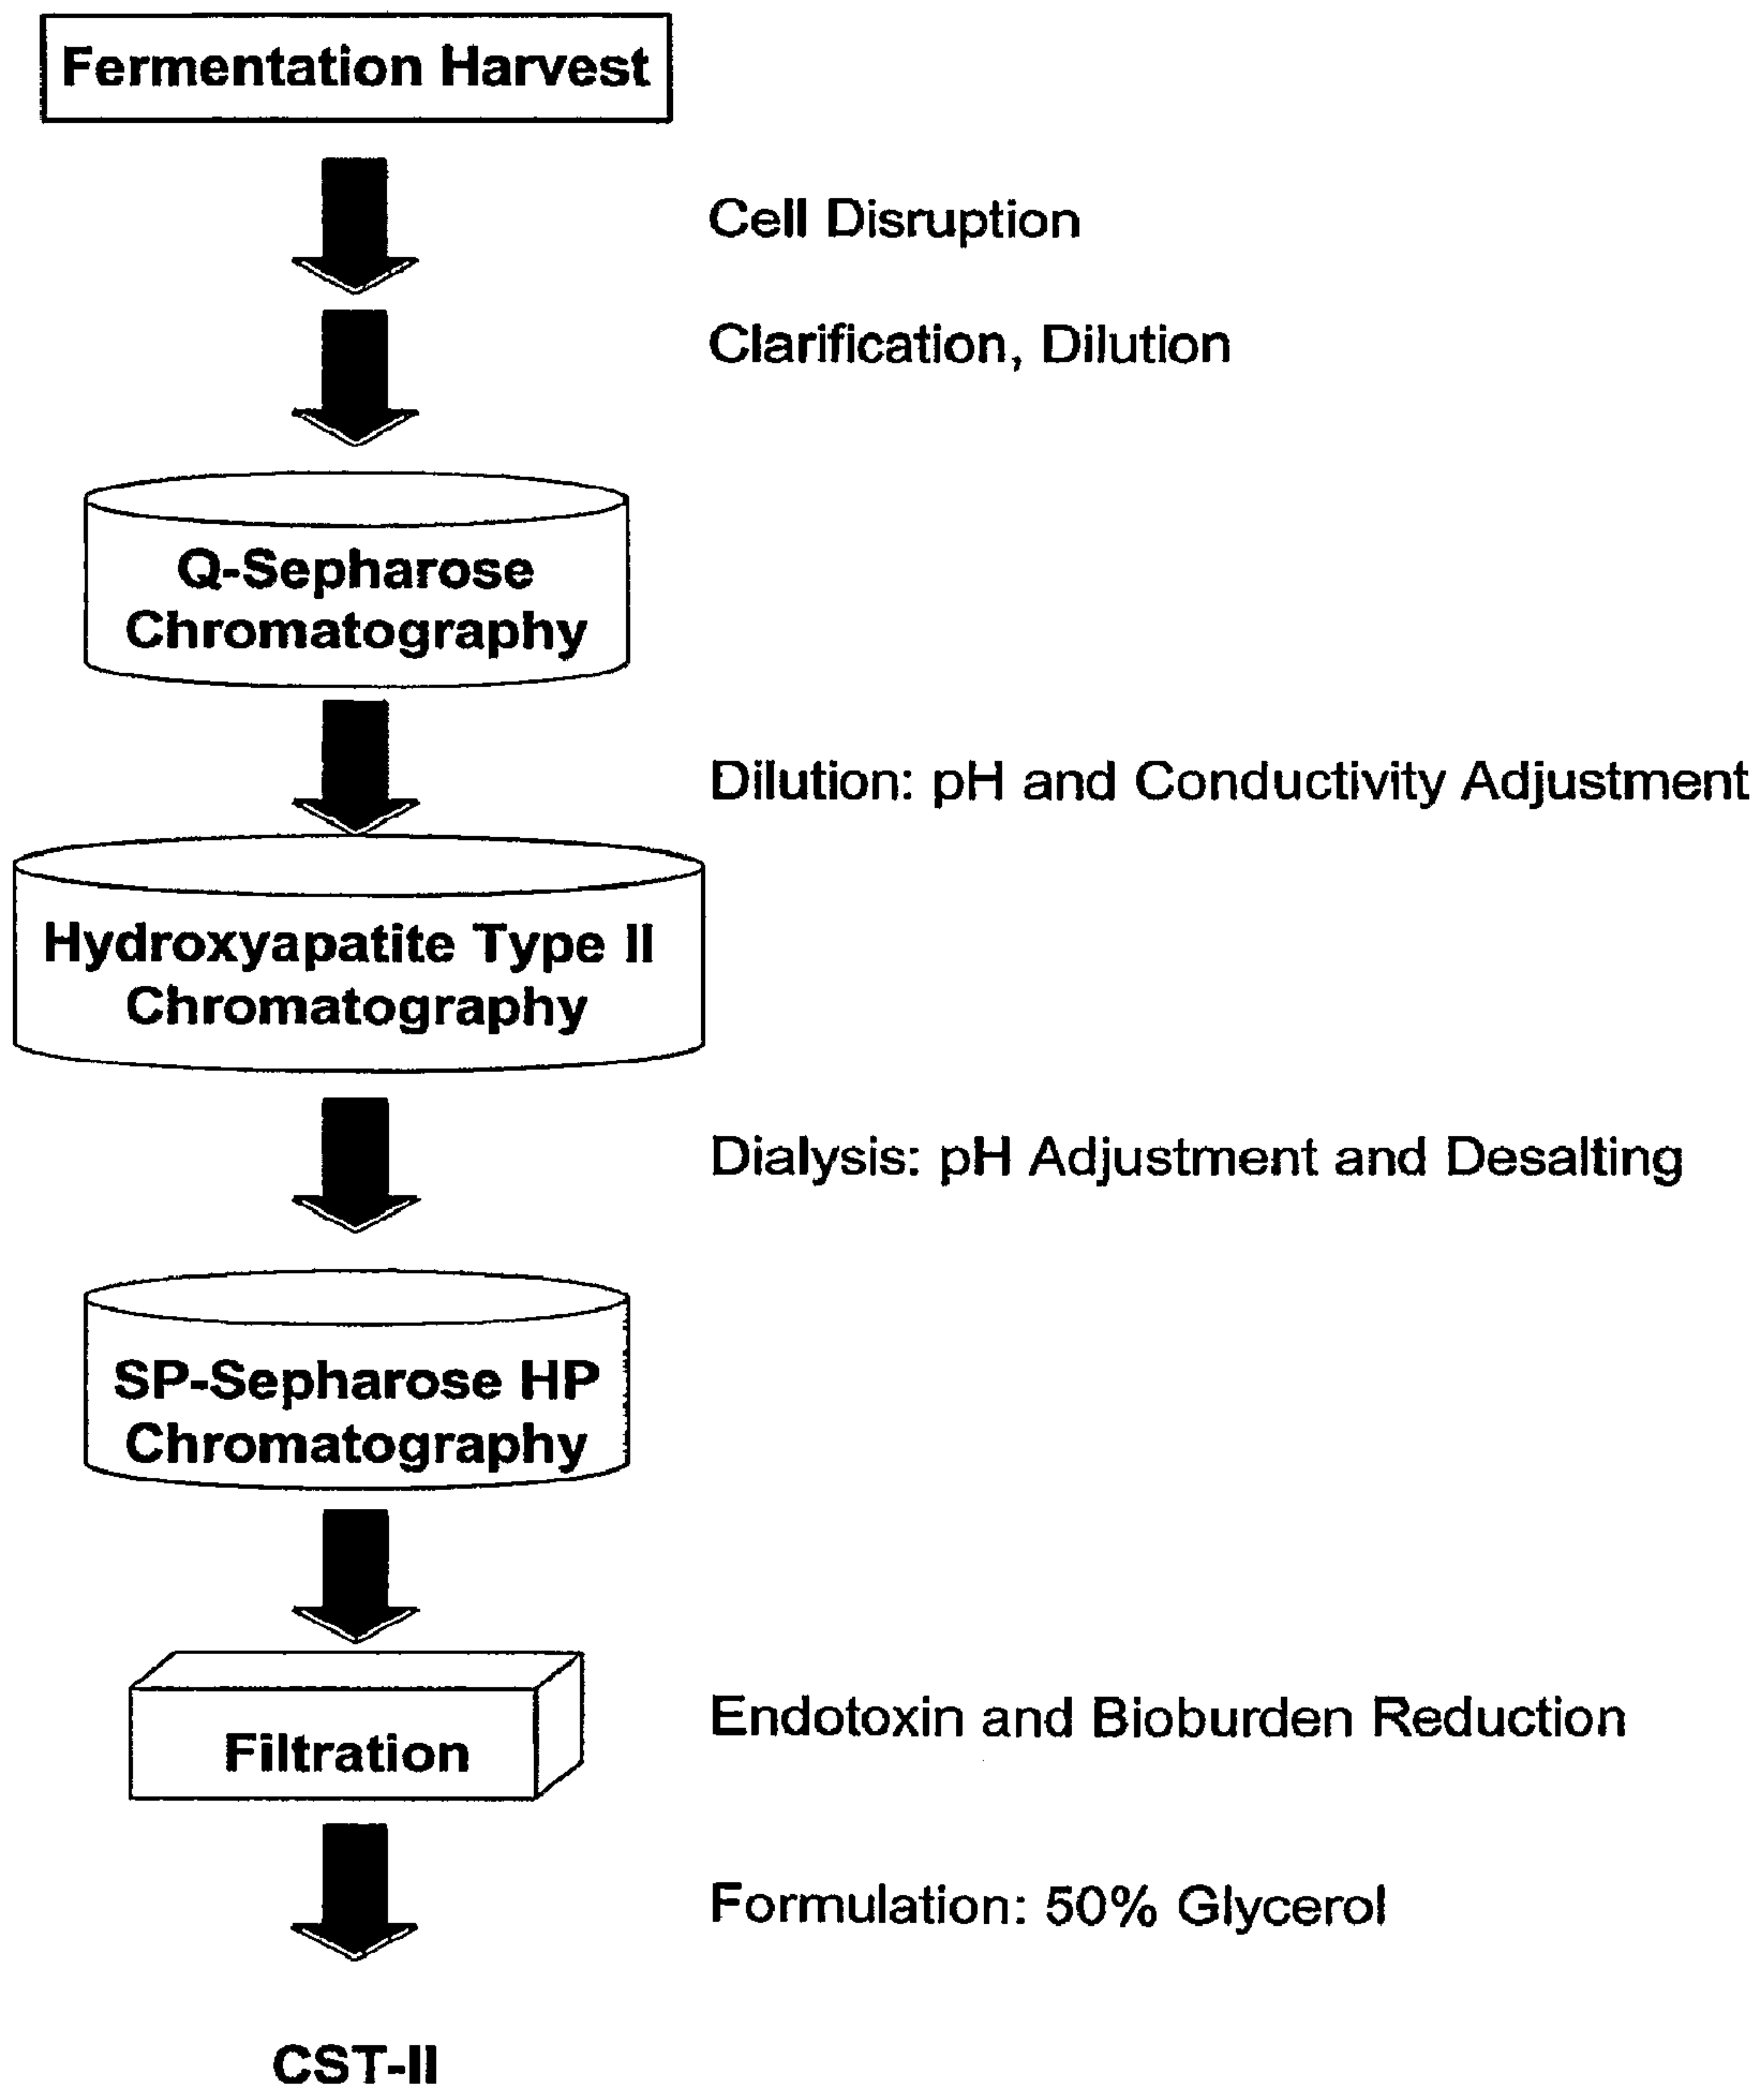 Fermentation Harvest
Cell Disruption
Clarification, Dilution
Q-Sepharose
Chromatography
Dilution: pH and Conductivity Adjustment
Hydroxyapatite Type II
Chromatography
Dialysis: pH Adjustment and Desalting
SP-Sepharose HP
Chromatography
Endotoxin and Bioburden Reduction
Filtration
Formulation: 50% Glycerol
CST-II